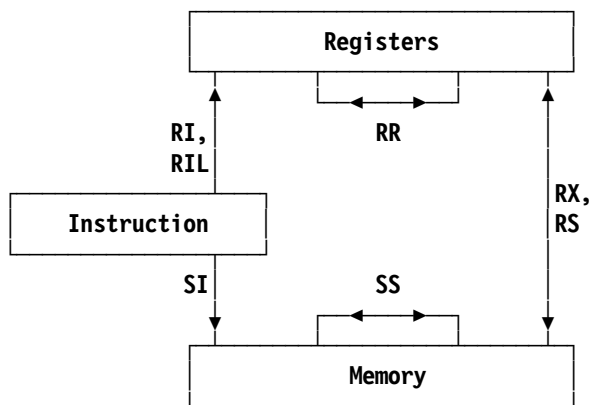 Registers
RI,
RIL
RR
RX,
RS
Instruction
SI
SS
Memory